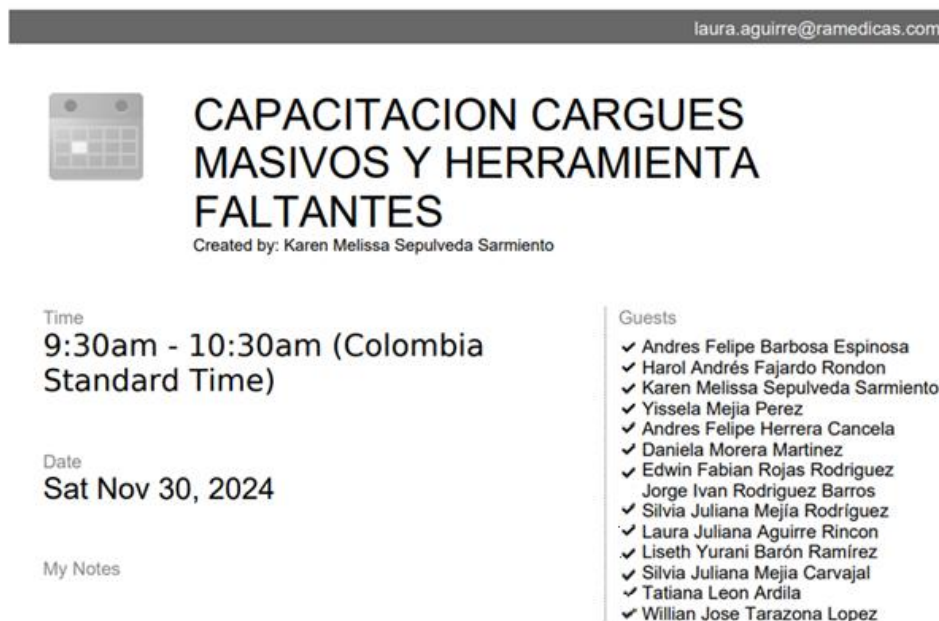 laura.aguirre@ramedicas.com
CAPACITACION CARGUES
MASIVOS Y HERRAMIENTA
FALTANTES
Created by: Karen Melissa Sepulveda Sarmiento
Time
9:30am - 10:30am (Colombia
Standard Time)
Date
Sat Nov 30, 2024
My Notes
Guests
✓ Andres Felipe Barbosa Espinosa
✓ Harol Andrés Fajardo Rondon
✓ Karen Melissa Sepulveda Sarmiento
✓ Yissela Mejia Perez
✓ Andres Felipe Herrera Cancela
✓ Daniela Morera Martinez
✓ Edwin Fabian Rojas Rodriguez
Jorge Ivan Rodriguez Barros
✓ Silvia Juliana Mejía Rodríguez
✓ Laura Juliana Aguirre Rincon
✓ Liseth Yurani Barón Ramírez
✓ Silvia Juliana Mejia Carvajal
✓ Tatiana Leon Ardila
✓ Willian Jose Tarazona Lopez